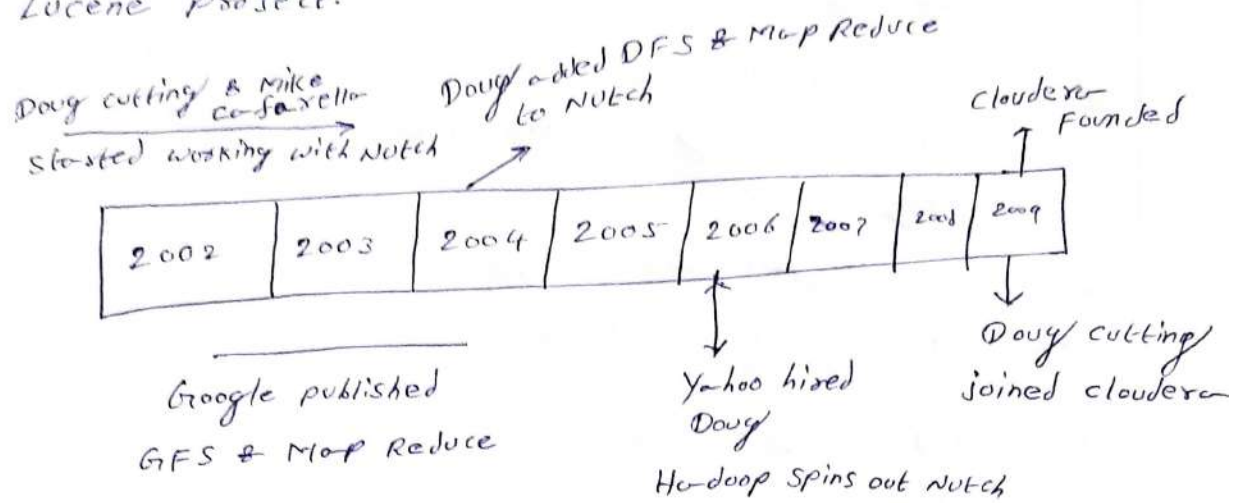 Lucene Project.
Doug added DFS & Map Reduce
to Nutch
Doug cutting & Mike
cafarella
Started working with Nutch
Cloudera
Founded
2002 2003 2004 2005 2006 2007 2008 2009
Google published
GFS & Map Reduce
Yahoo hired
Doug
Hadoop Spins out Nutch
Doug cutting
joined cloudera